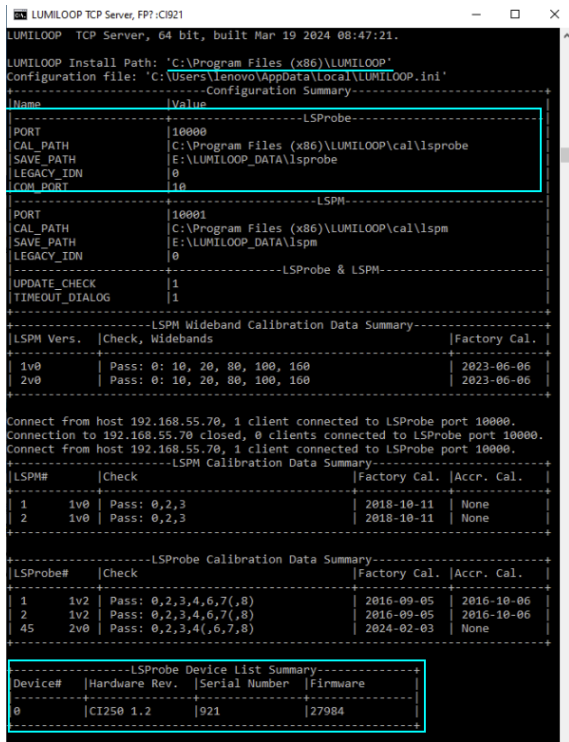 LUMILOOP TCP Server, FP? :CI921
LUMILOOP  TCP Server, 64 bit, built Mar 19 2024 08:47:21.
LUMILOOP Install Path: 'C:\Program Files (x86)\LUMILOOP'
Configuration file: 'C:\Users\lenovo\AppData\Local\LUMILOOP.ini'
+-----Configuration Summary-----+
|Name |Value |
+-----LSProbe-----+
|PORT |10000 |
|CAL_PATH |C:\Program Files (x86)\LUMILOOP\cal\lsprobe |
|SAVE_PATH |E:\LUMILOOP_DATA\lsprobe |
|LEGACY_IDN |0 |
|COM_PORT |10 |
+-----LSPM-----+
|PORT |10001 |
|CAL_PATH |C:\Program Files (x86)\LUMILOOP\cal\lspm |
|SAVE_PATH |E:\LUMILOOP_DATA\lspm |
|LEGACY_IDN |0 |
+-----LSProbe & LSPM-----+
|UPDATE_CHECK |1 |
|TIMEOUT_DIALOG |1 |
+-----LSPM Wideband Calibration Data Summary-----+
|LSPM Vers. |Check, Widebands |Factory Cal. |
| 1v0 | Pass: 0: 10, 20, 80, 100, 160 | 2023-06-06 |
| 2v0 | Pass: 0: 10, 20, 80, 100, 160 | 2023-06-06 |
Connect from host 192.168.55.70, 1 client connected to LSProbe port 10000.
Connection to 192.168.55.70 closed, 0 clients connected to LSProbe port 10000.
Connect from host 192.168.55.70, 1 client connected to LSProbe port 10000.
+-----LSPM Calibration Data Summary-----+
|LSPM# |Check |Factory Cal. |Accr. Cal. |
| 1 1v0 | Pass: 0,2,3 | 2018-10-11 | None |
| 2 1v0 | Pass: 0,2,3 | 2018-10-11 | None |
+-----LSProbe Calibration Data Summary-----+
|LSProbe# |Check |Factory Cal. |Accr. Cal. |
| 1 1v2 | Pass: 0,2,3,4,6,7(,8) | 2016-09-05 | 2016-10-06 |
| 2 1v2 | Pass: 0,2,3,4,6,7(,8) | 2016-09-05 | 2016-10-06 |
| 45 2v0 | Pass: 0,2,3,4(,6,7,8) | 2024-02-03 | None |
+-----LSProbe Device List Summary-----+
|Device# |Hardware Rev. |Serial Number |Firmware |
|0 |CI250 1.2 |921 |27984 |